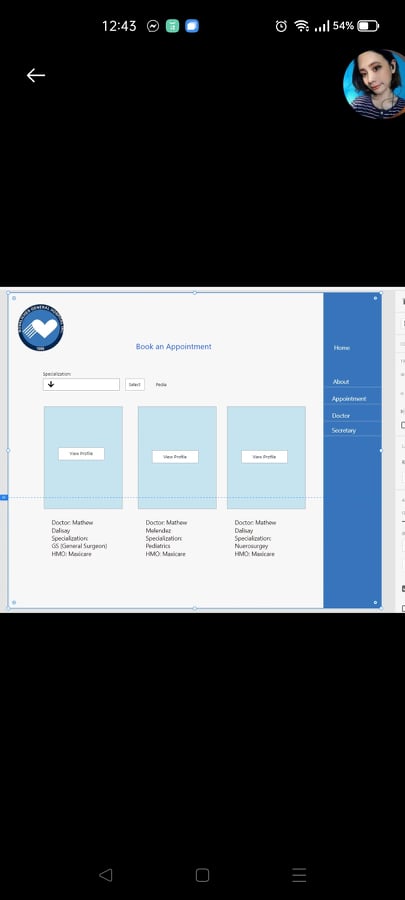 12:43
54%
Book an Appointment
Home
Specialization:
Select
Pedia
About
Appointment
Doctor
Secretary
View Profile
View Profile
View Profile
Doctor: Mathew
Dalisay
Specialization:
GS (General Surgeon)
HMO: Maxicare
Doctor: Mathew
Melendez
Specialization:
Pediatrics
HMO: Maxicare
Doctor: Mathew
Dalisay
Specialization:
Nuerosurgey
HMO: Maxicare